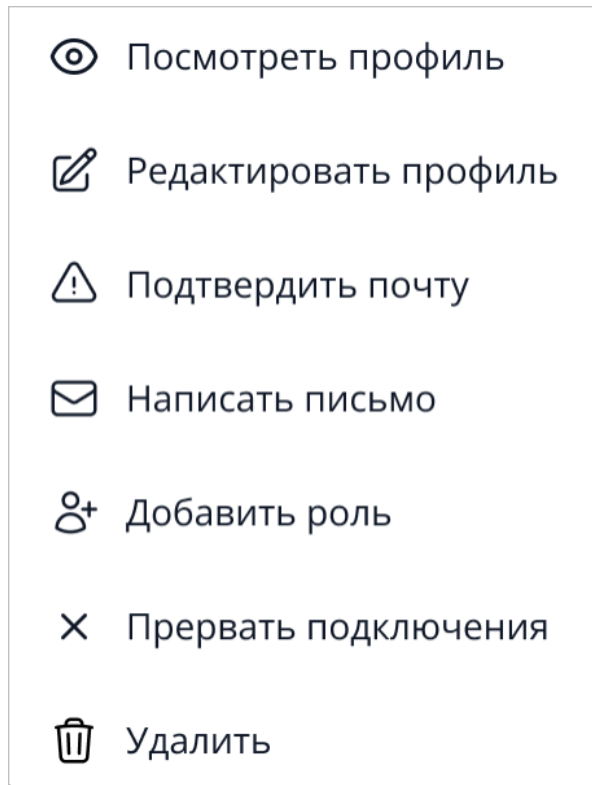 Посмотреть профиль
Редактировать профиль
Подтвердить почту
Написать письмо
Добавить роль
Прервать подключения
Удалить